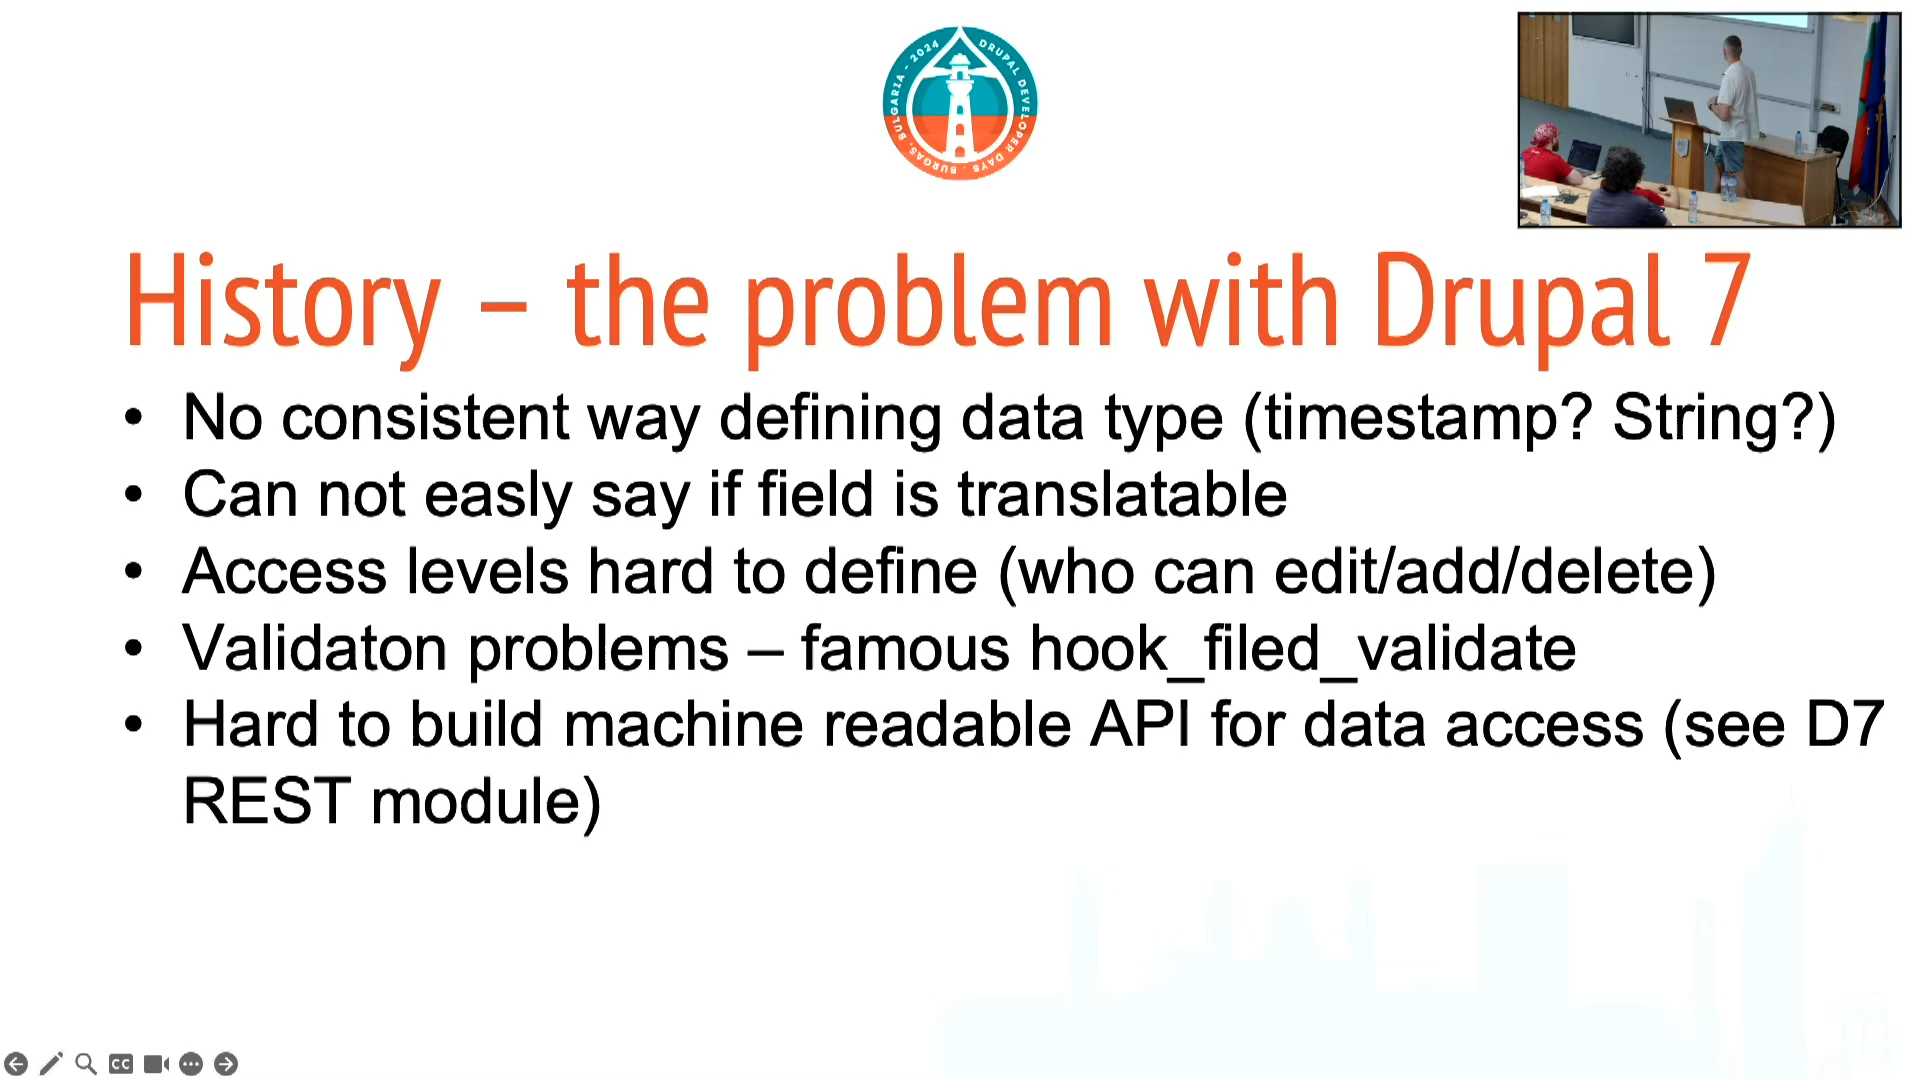 BURGAS, BULGARIA - 2024 DRUPAL DEVELOPER DAYS
History – the problem with Drupal 7
• No consistent way defining data type (timestamp? String?)
• Can not easly say if field is translatable
• Access levels hard to define (who can edit/add/delete)
• Validaton problems – famous hook_filed_validate
• Hard to build machine readable API for data access (see D7
REST module)
CC